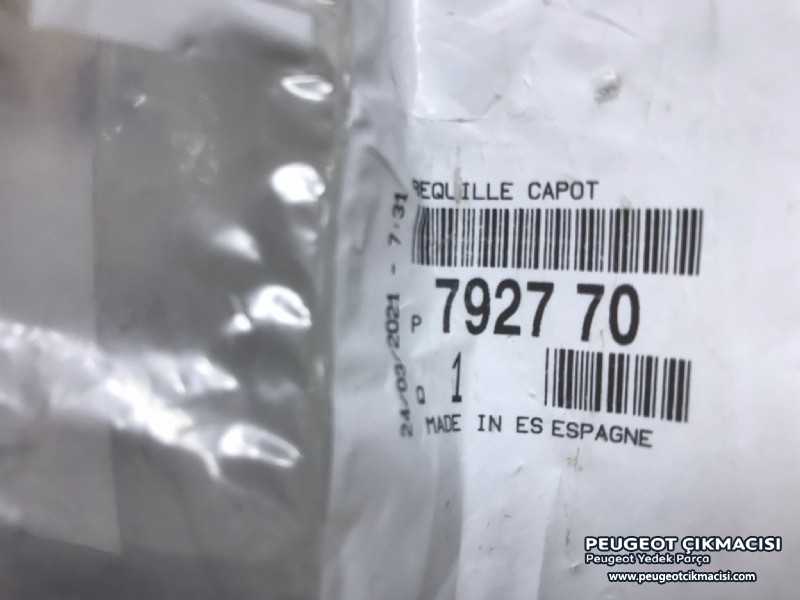 BEQUILLE CAPOT
P 7927 70
Q 1
MADE IN ES ESPAGNE
24/03/2021 - 7:31
PEUGEOT ÇIKMACISI
Peugeot Yedek Parça
www.peugeotcikmacisi.com